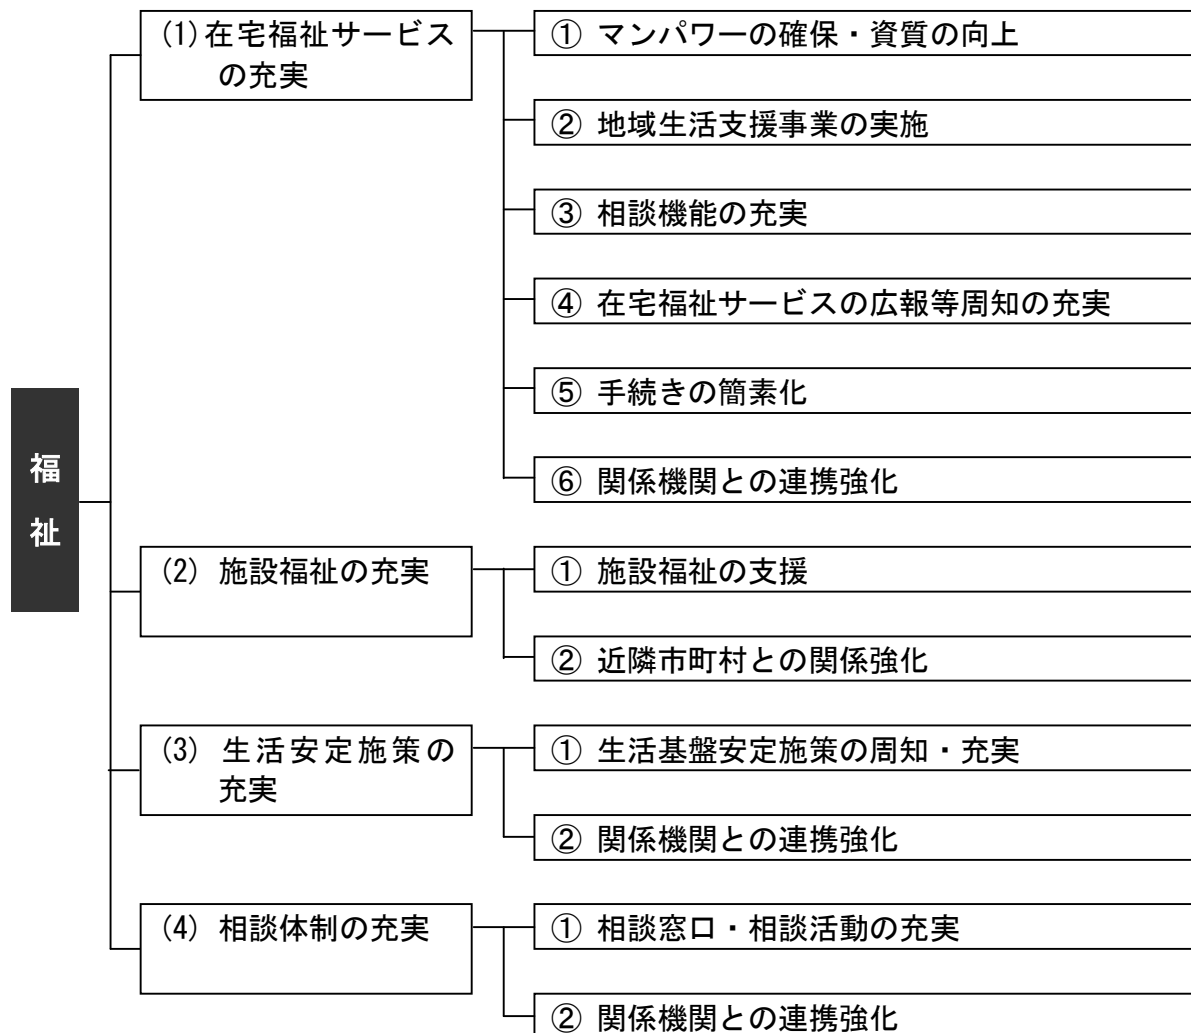 福
祉
(1) 在宅福祉サービス
の充実
① マンパワーの確保・資質の向上
② 地域生活支援事業の実施
③ 相談機能の充実
④ 在宅福祉サービスの広報等周知の充実
⑤ 手続きの簡素化
⑥ 関係機関との連携強化
(2) 施設福祉の充実
① 施設福祉の支援
② 近隣市町村との関係強化
(3) 生活安定施策の
充実
① 生活基盤安定施策の周知・充実
② 関係機関との連携強化
(4) 相談体制の充実
① 相談窓口・相談活動の充実
② 関係機関との連携強化